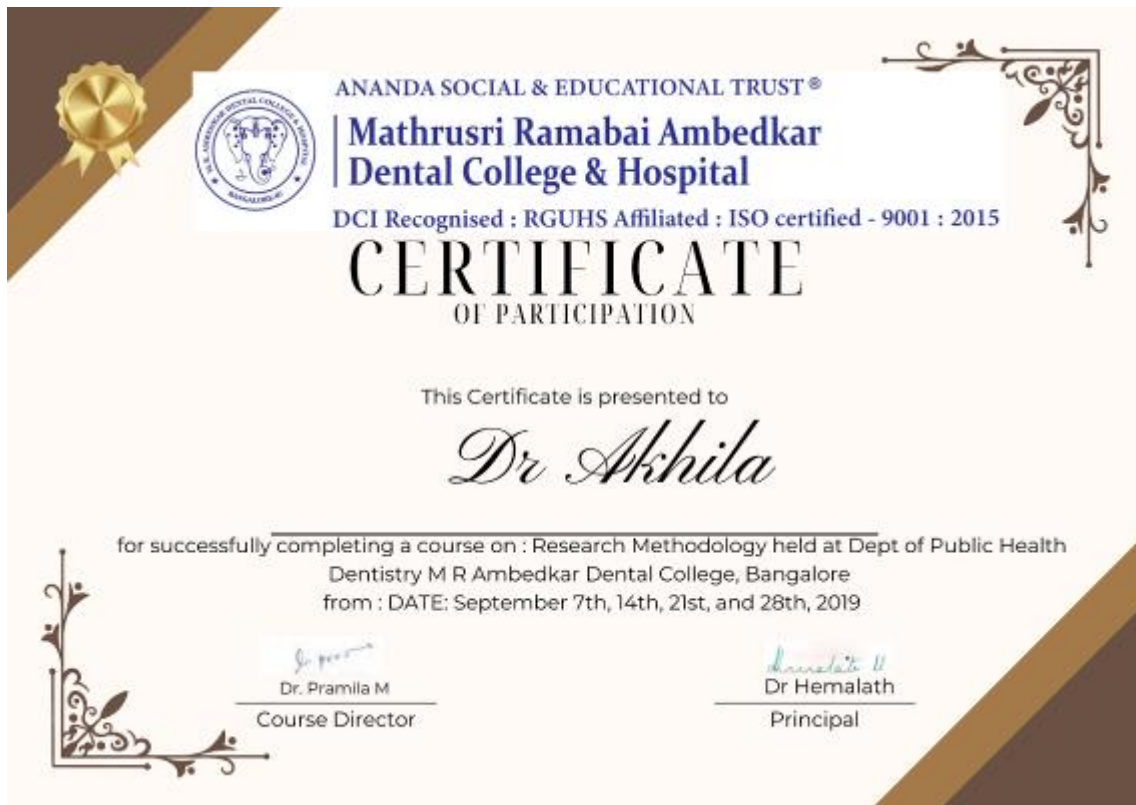 ANANDA SOCIAL & EDUCATIONAL TRUST®
Mathrusri Ramabai Ambedkar
Dental College & Hospital
DCI Recognised : RGUHS Affiliated : ISO certified - 9001 : 2015
CERTIFICATE
OF PARTICIPATION
This Certificate is presented to
Dr Akhila
for successfully completing a course on : Research Methodology held at Dept of Public Health
Dentistry M R Ambedkar Dental College, Bangalore
from : DATE: September 7th, 14th, 21st, and 28th, 2019
Dr. Pramila M
Course Director
Dr Hemalath
Principal